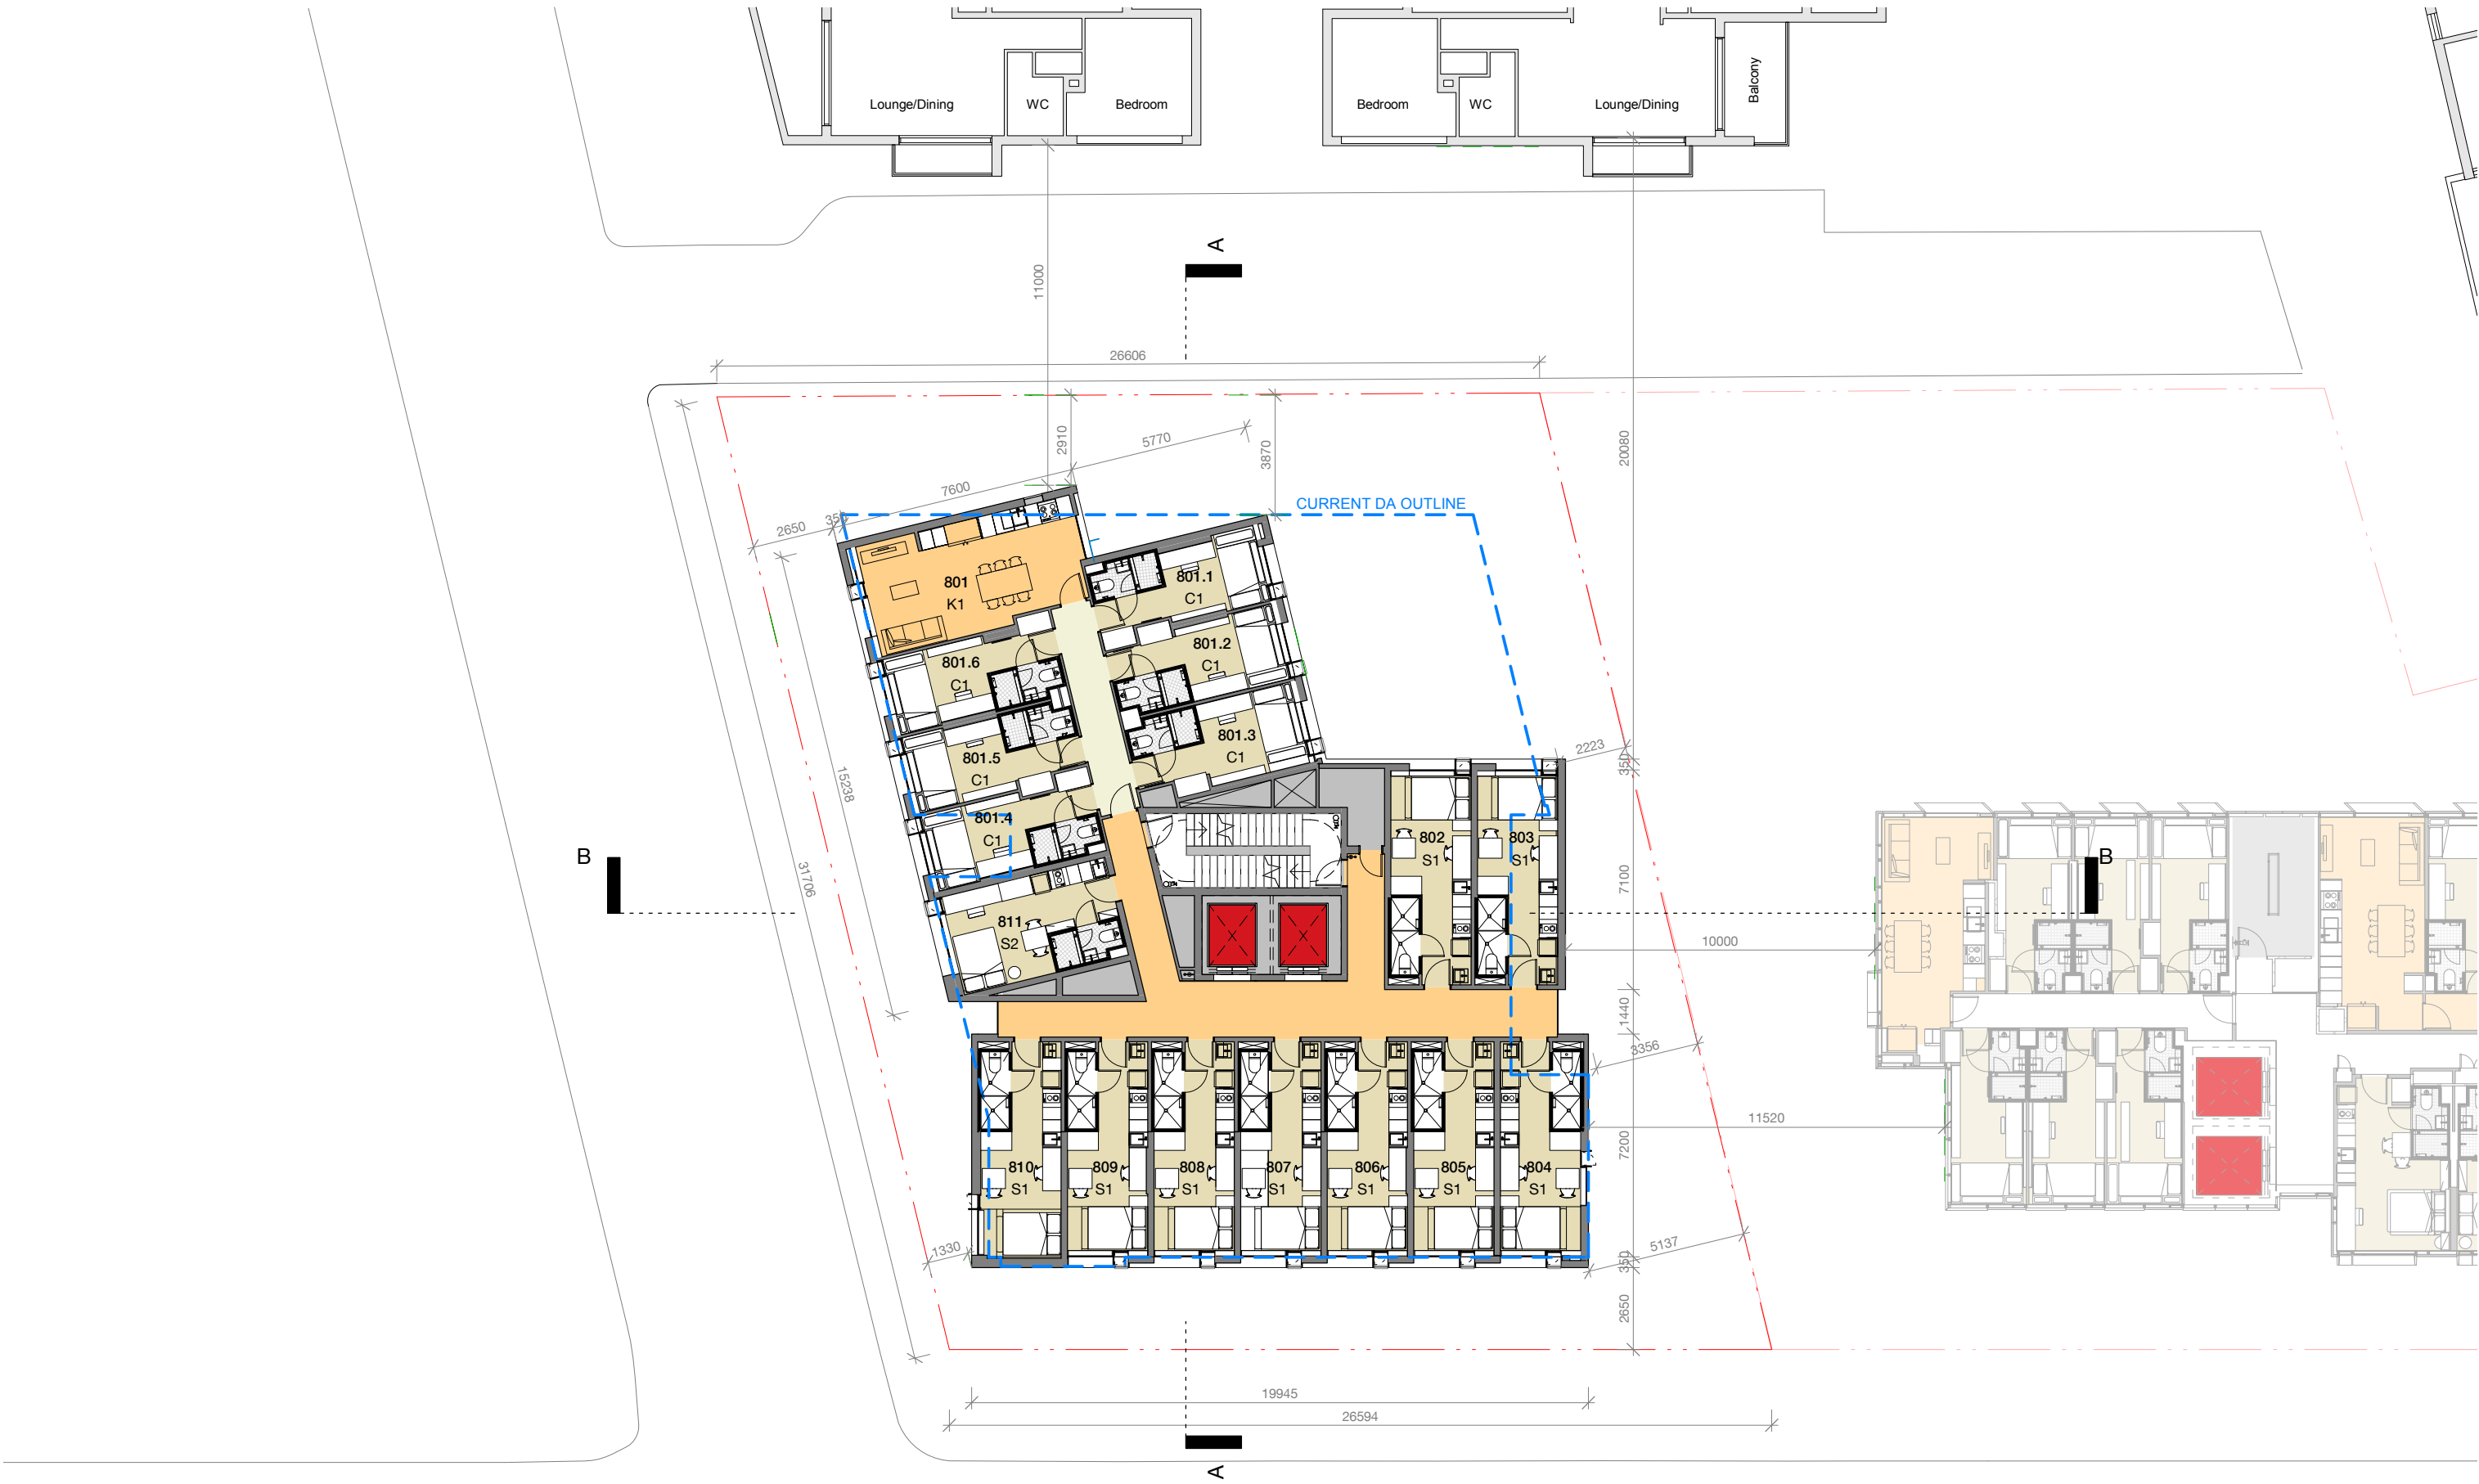 Lounge/Dining
WC
Bedroom
Bedroom
WC
Lounge/Dining
Balcony
A
11000
26606
20080
2910
5770
3870
7600
2650
CURRENT DA OUTLINE
801
K1
801.1
C1
801.2
C1
801.6
C1
801.3
C1
801.5
C1
2223
350
15238
801.4
C1
802
S1
803
S1
B
B
31706
7100
811
S2
10000
1440
3356
11520
7200
810
S1
809
S1
808
S1
807
S1
806
S1
805
S1
804
S1
1330
5137
350
2650
19945
26594
A